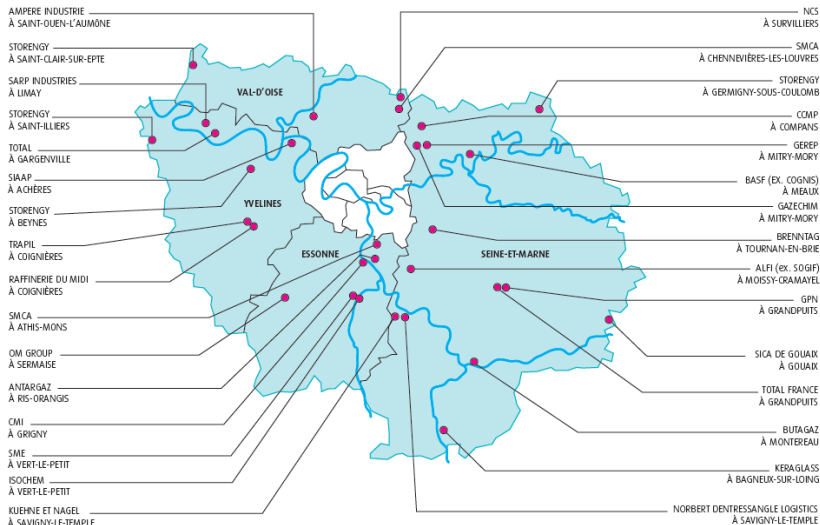 AMPERE INDUSTRIE
À SAINT-OUEN-L'AUMÔNE
STORENGY
À SAINT-CLAIR-SUR-EPTE
SARP INDUSTRIES
À LIMAY
STORENGY
À SAINT-ILLIERS
TOTAL
À GARGENVILLE
SIAAP
À ACHÈRES
STORENGY
À BEYNES
TRAPIL
À COIGNIÈRES
RAFFINERIE DU MIDI
À COIGNIÈRES
SMCA
À ATHIS-MONS
OM GROUP
À SERMAISE
ANTARGAZ
À RIS-ORANGIS
CMI
À GRIGNY
SME
À VERT-LE-PETIT
ISOCHEM
À VERT-LE-PETIT
KUEHNE ET NAGEL
À SAVIGNY-LE-TEMPLE
VAL-D'OISE
YVELINES
ESSONNE
SEINE-ET-MARNE
NCS
À SURVILLIERS
SMCA
À CHENNEVIÈRES-LES-LOUVRES
STORENGY
À GERMIGNY-SOUS-COULOMB
CCMP
À COMPANS
GEREP
À MITRY-MORY
BASF (EX. COGNIS)
À MEAUX
GAZECHIM
À MITRY-MORY
BRENNTAG
À TOURNAN-EN-BRIE
ALFI (EX. SOGIF)
À MOISSY-CRAMAYEL
GPN
À GRANDPUITS
SICA DE GOUAIX
À GOUAIX
TOTAL FRANCE
À GRANDPUITS
BUTAGAZ
À MONTEREAU
KERAGLASS
À BAGNEUX-SUR-LOING
NORBERT DENTRESSANGLE LOGISTICS
À SAVIGNY-LE-TEMPLE